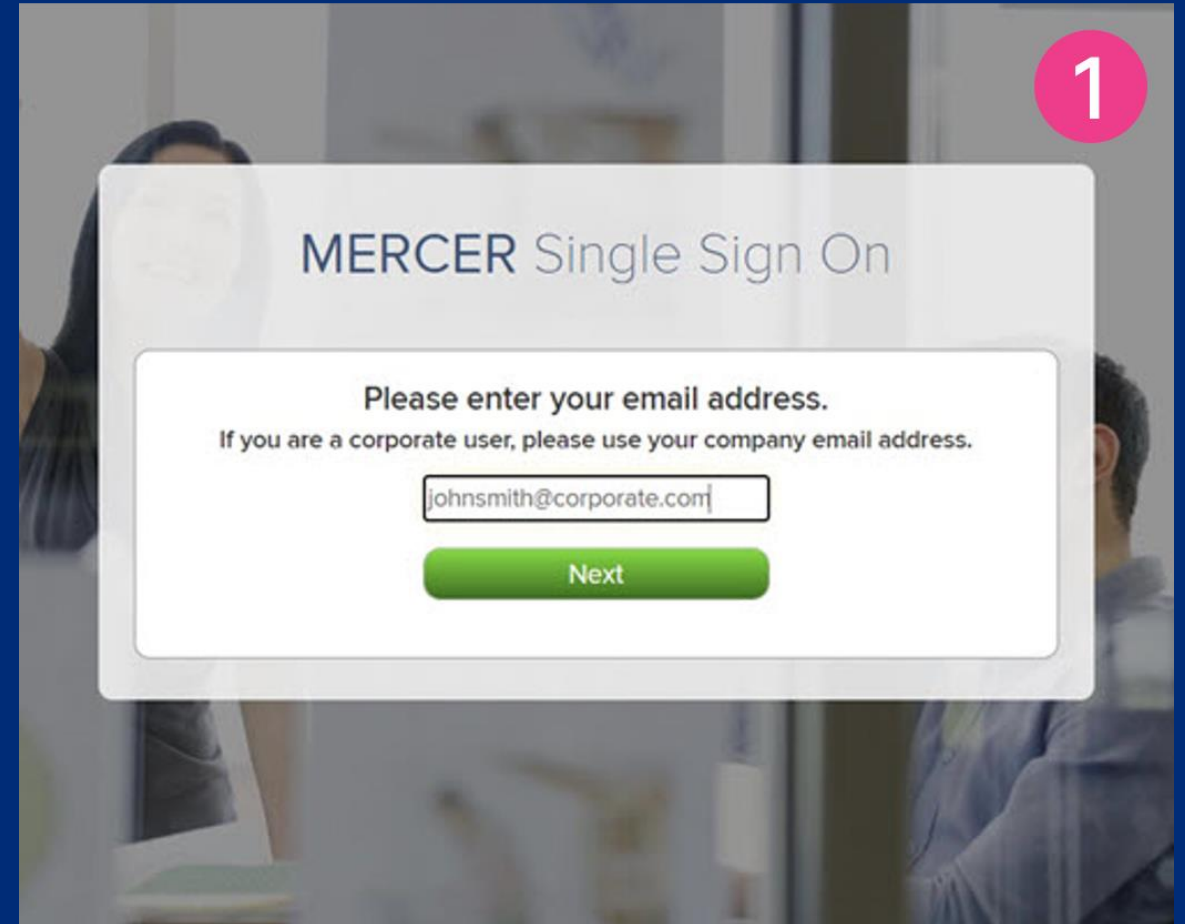 1
MERCER Single Sign On
Please enter your email address.
If you are a corporate user, please use your company email address.
johnsmith@corporate.com
Next